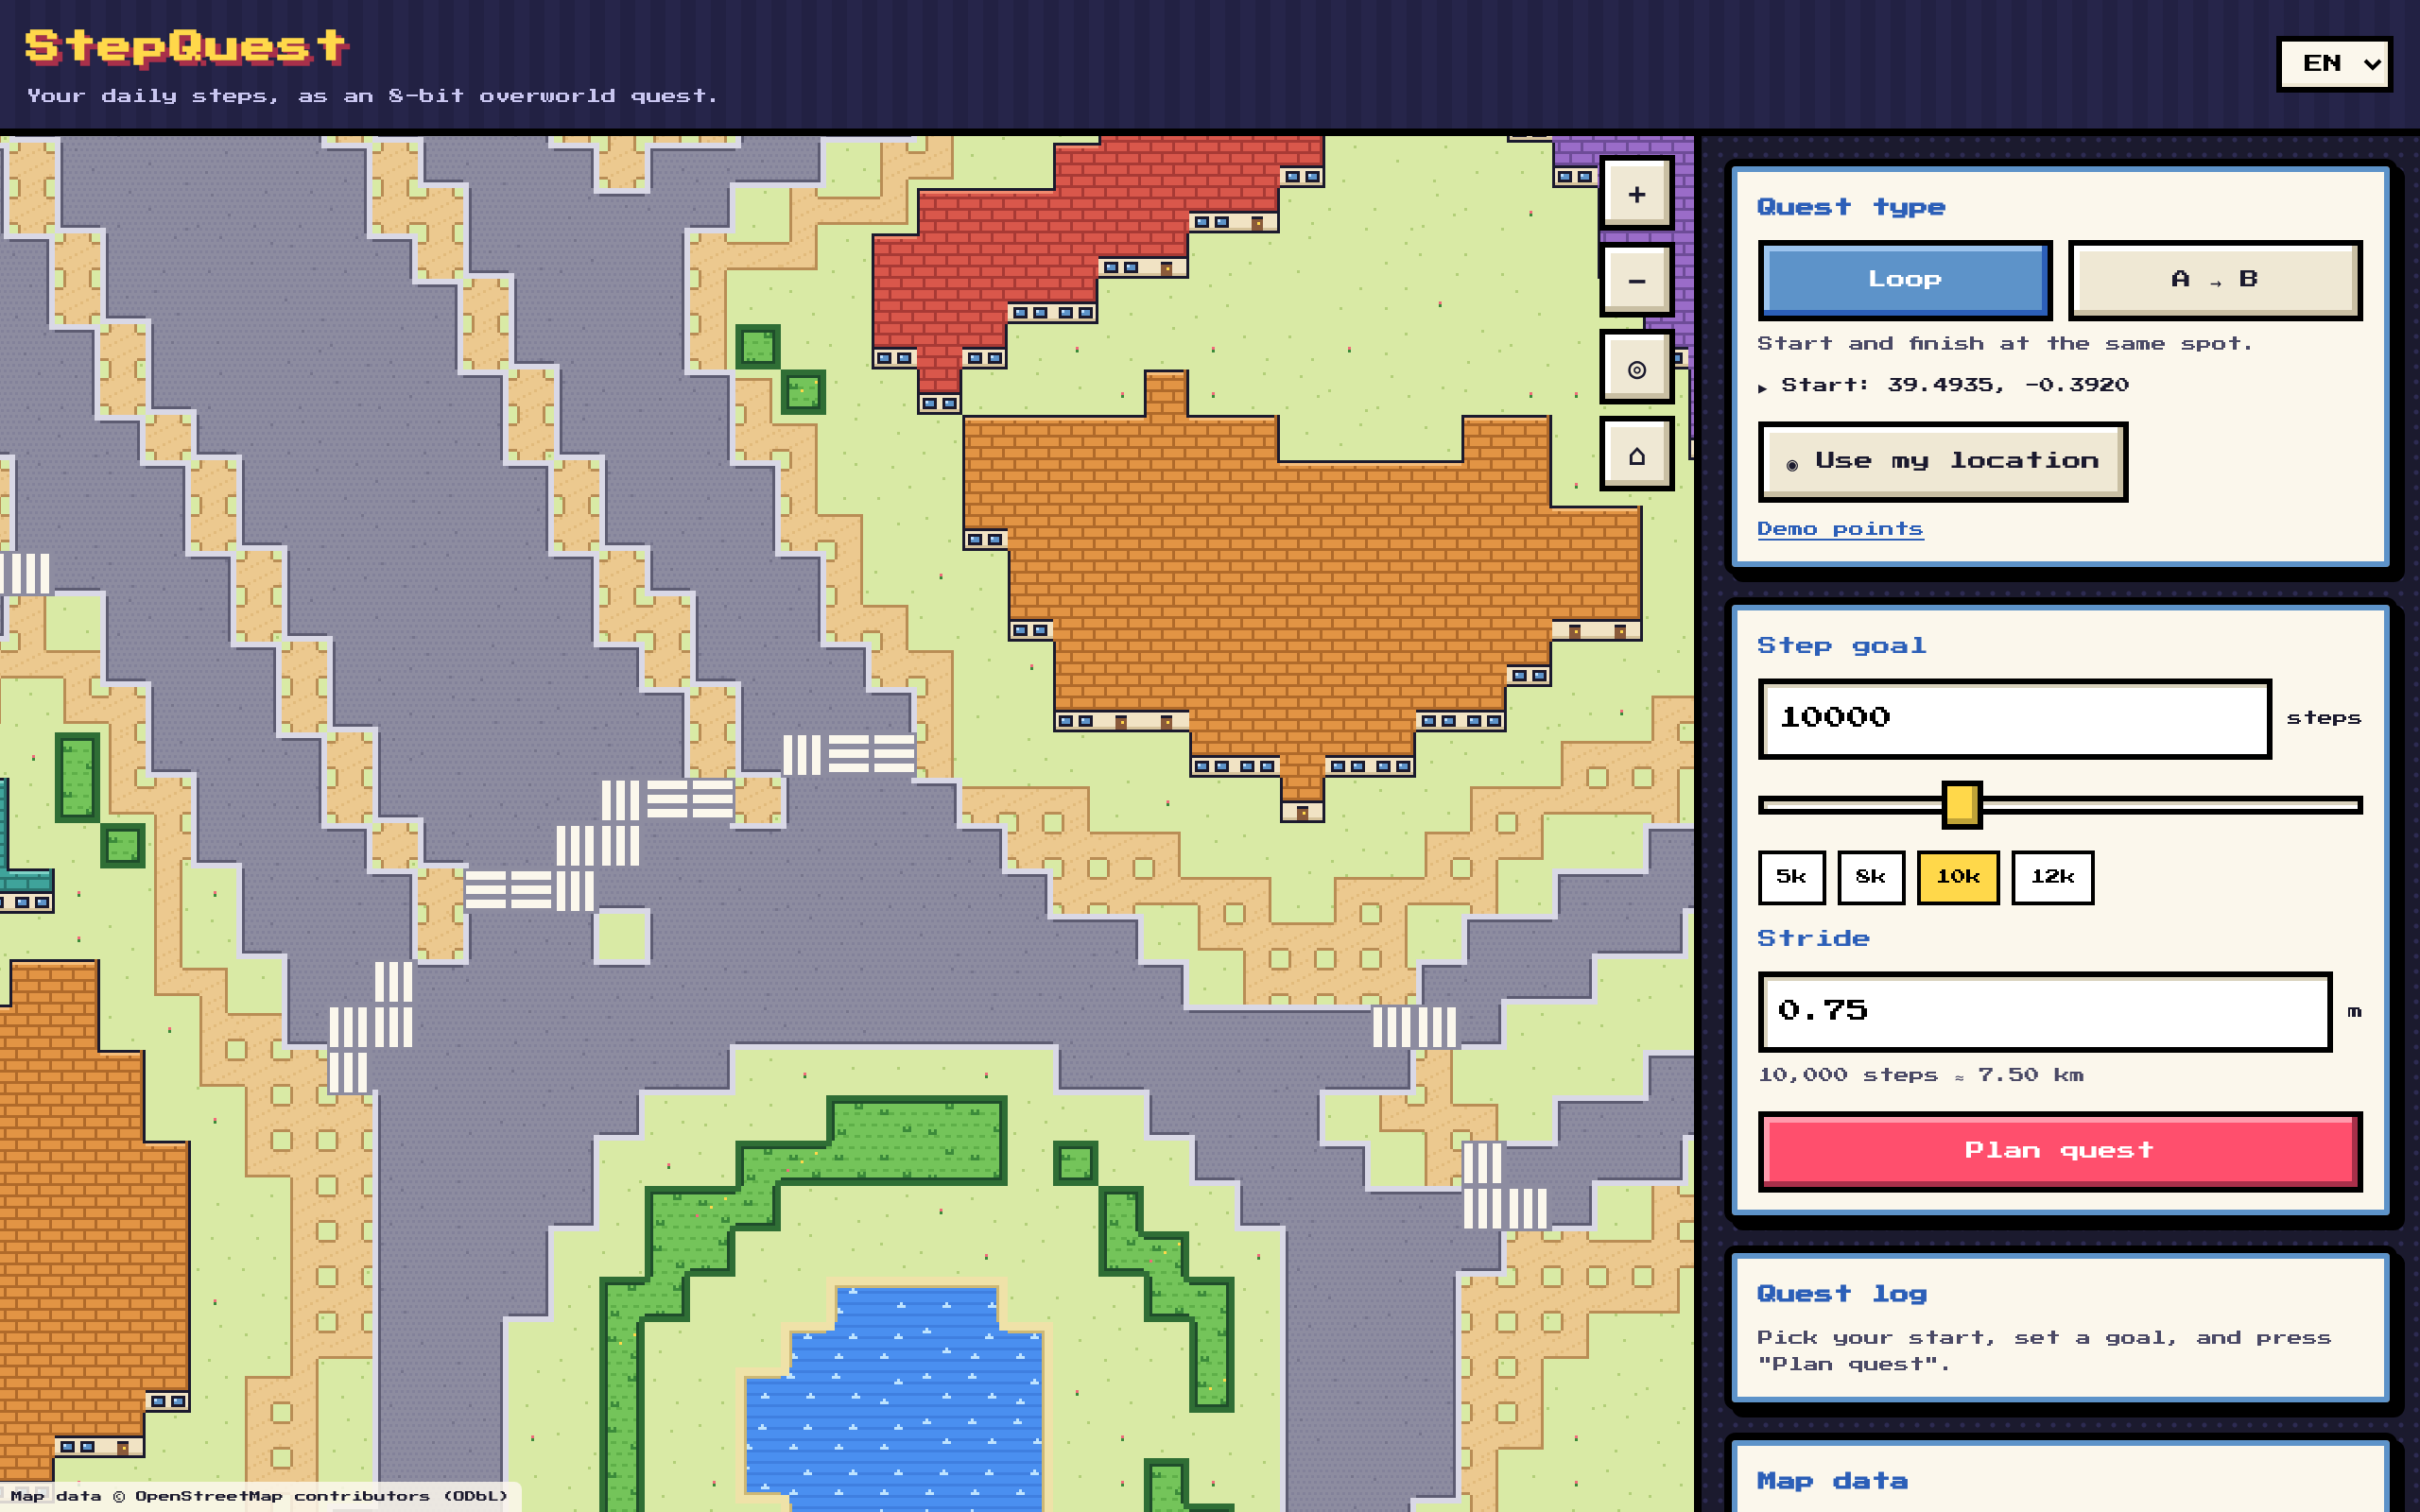 StepQuest
Your daily steps, as an 8-bit overworld quest.
EN
+
−
◎
⌂
Quest type
Loop
A → B
Start and finish at the same spot.
▶ Start: 39.4935, -0.3920
◉ Use my location
Demo points
Step goal
10000 steps
5k 8k 10k 12k
Stride
0.75 m
10,000 steps ≈ 7.50 km
Plan quest
Quest log
Pick your start, set a goal, and press
"Plan quest".
Map data
Map data © OpenStreetMap contributors (ODbL)